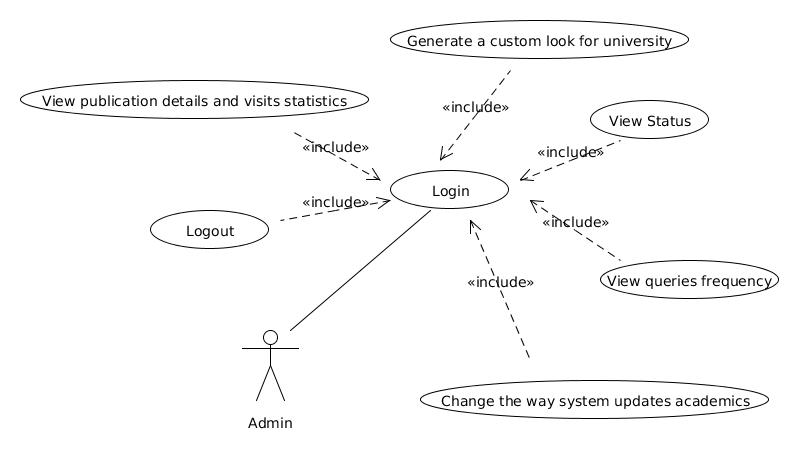 Generate a custom look for university
View publication details and visits statistics
«include»
View Status
«include»
«include»
Login
«include»
Logout
«include»
View queries frequency
«include»
Change the way system updates academics
Admin